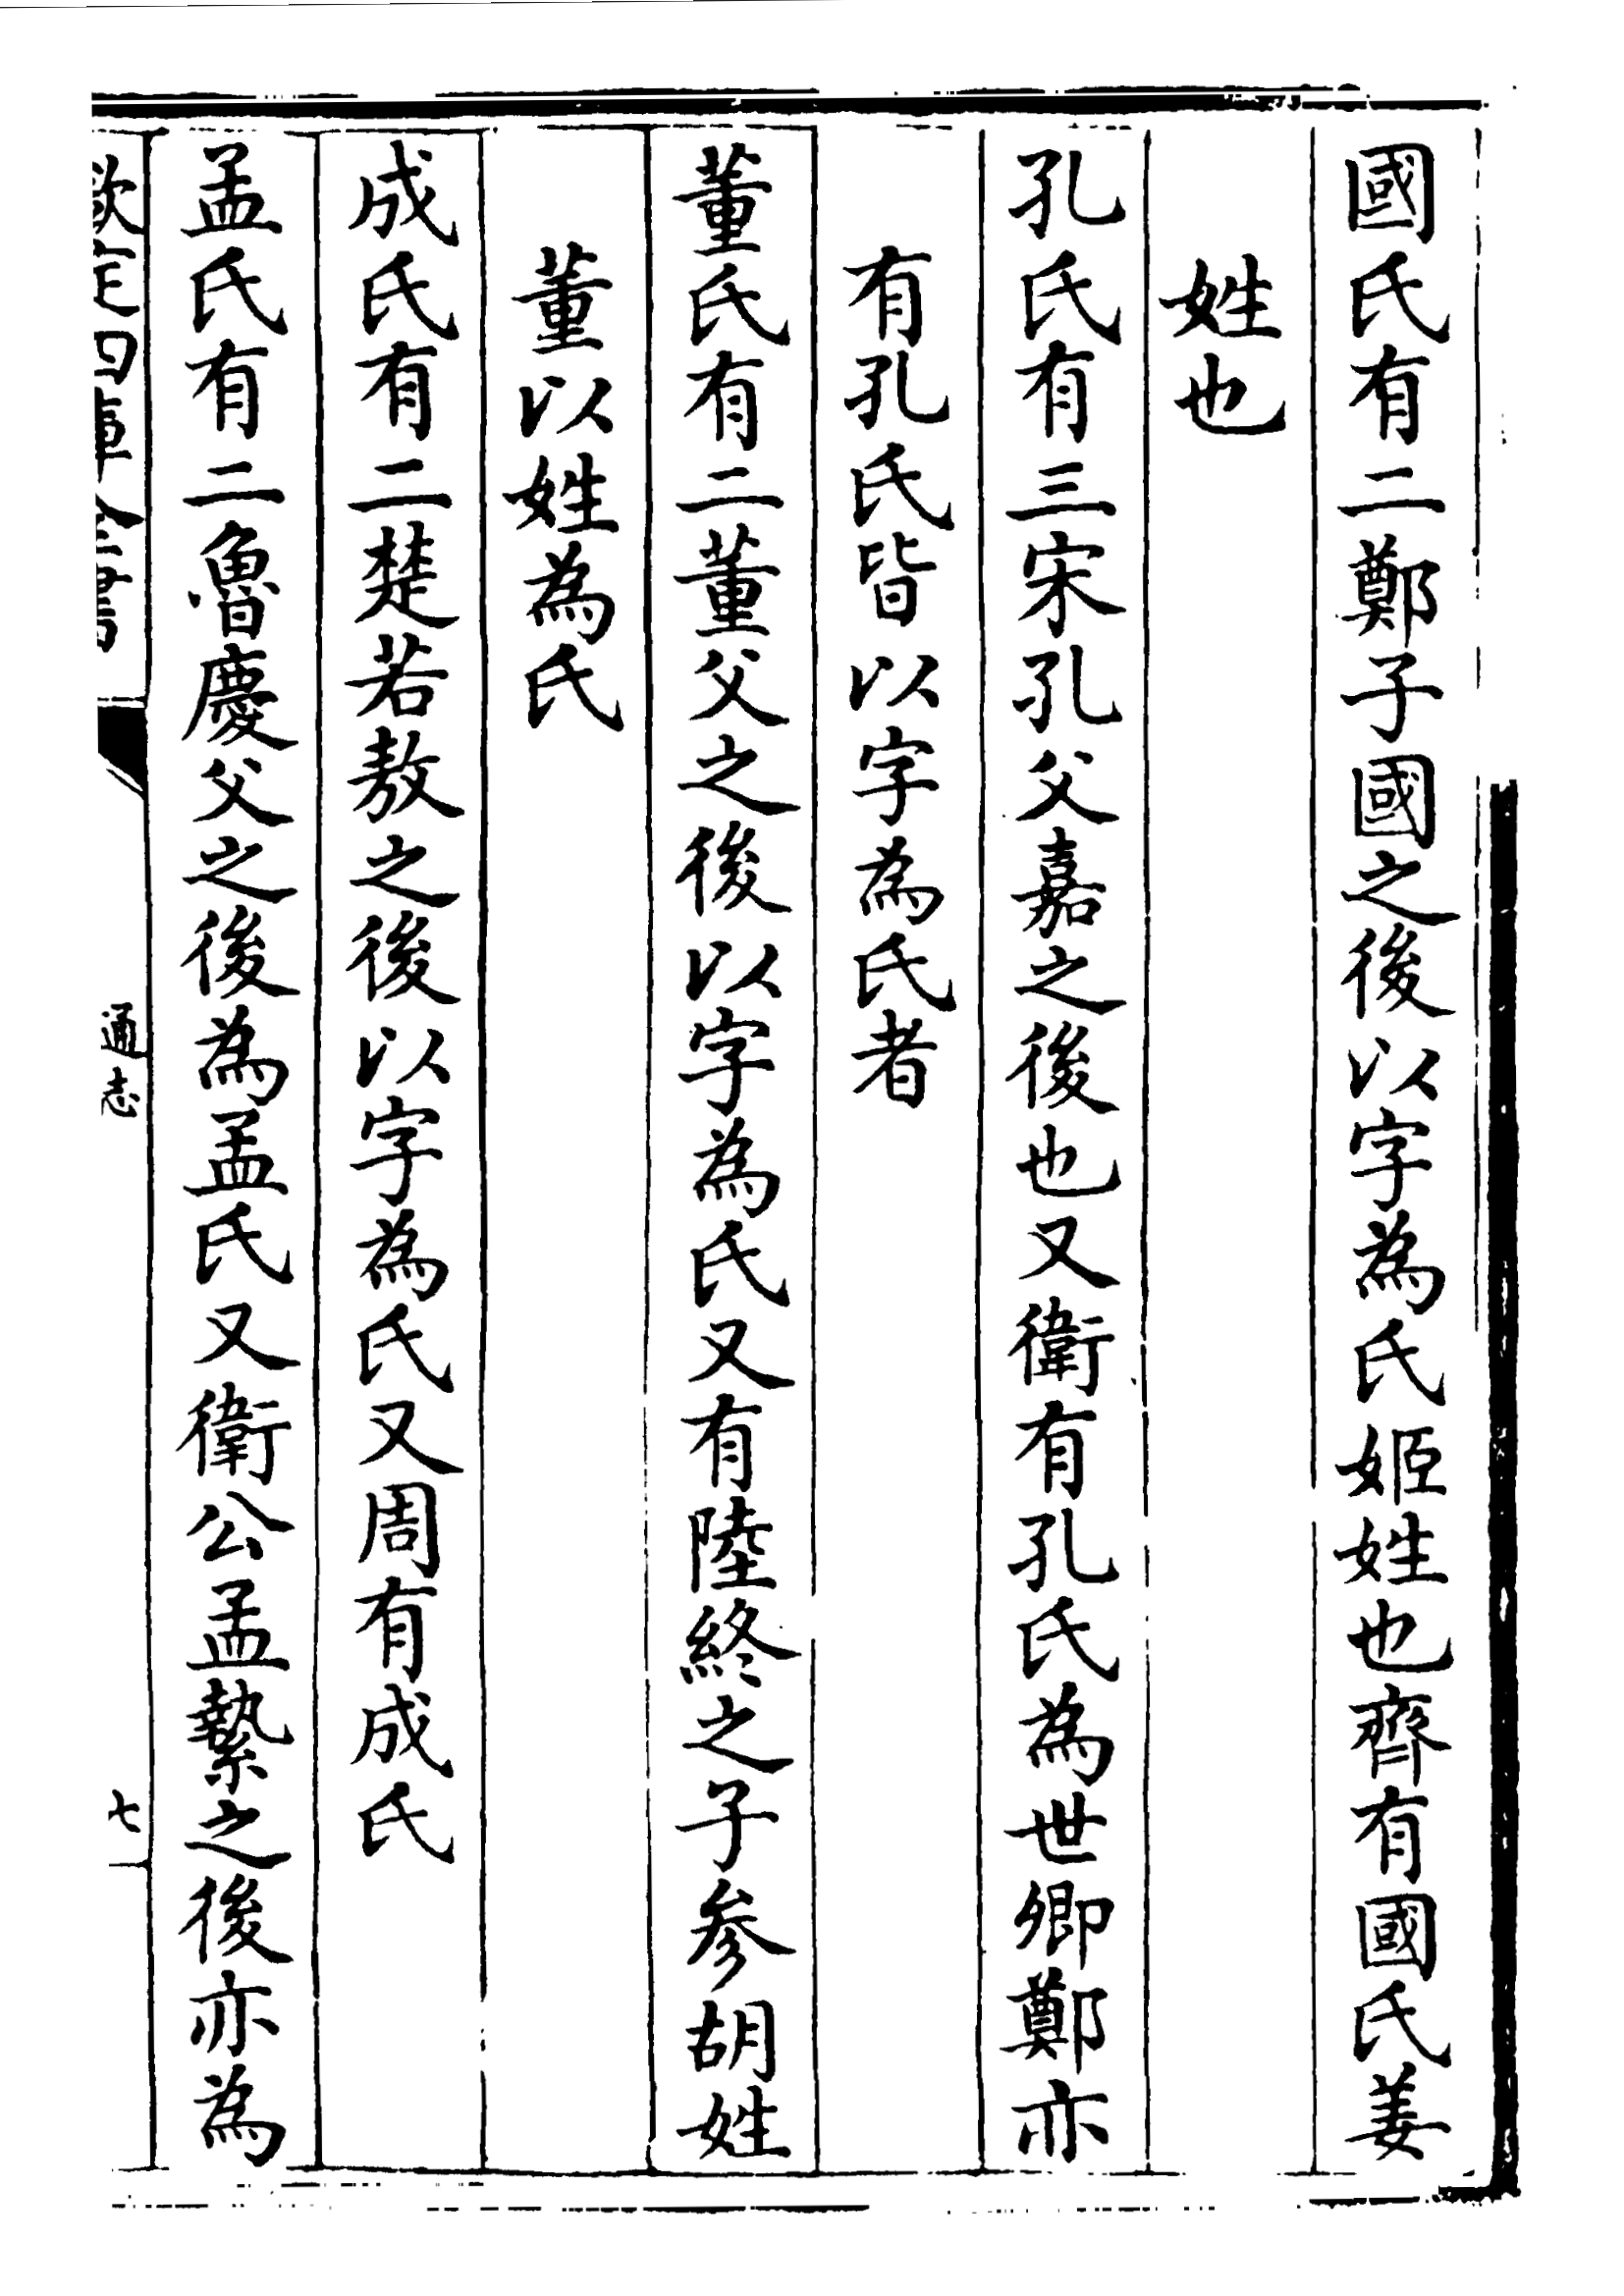 國氏有二鄭子國之後以字為氏姬姓也齊有國氏姜
姓也
孔氏有三宋孔父嘉之後也又衛有孔氏為世卿鄭亦
有孔氏皆以字為氏者
董氏有二董父之後以字為氏又有陸終之子參胡姓
董以姓為氏
成氏有二楚若敖之後以字為氏又周有成氏
孟氏有二魯慶父之後為孟氏又衛公孟縶之後亦為
欽定四庫全書
通志
七